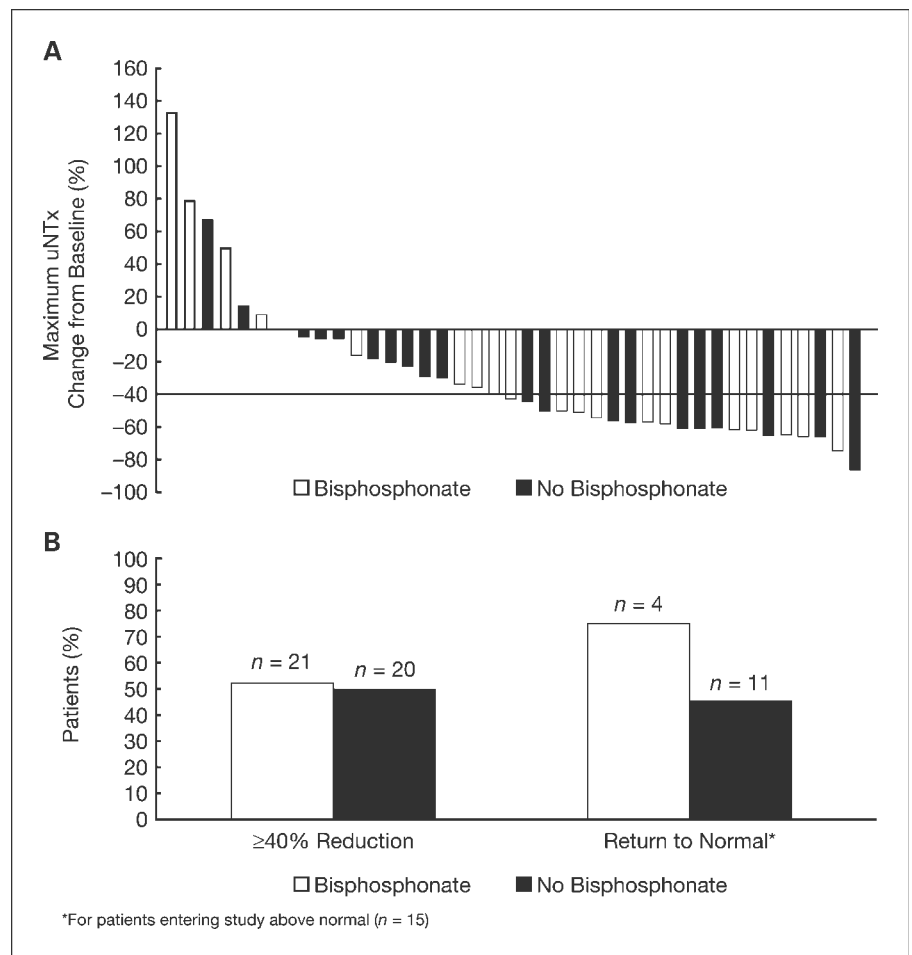 A
Maximum uNTx
Change from Baseline (%)
160
140
120
100
80
60
40
20
0
−20
−40
−60
−80
−100
Bisphosphonate No Bisphosphonate
B
Patients (%)
100
90
80
70
60
50
40
30
20
10
0
n = 21
n = 20
n = 4
n = 11
≥40% Reduction Return to Normal*
Bisphosphonate No Bisphosphonate
*For patients entering study above normal (n = 15)